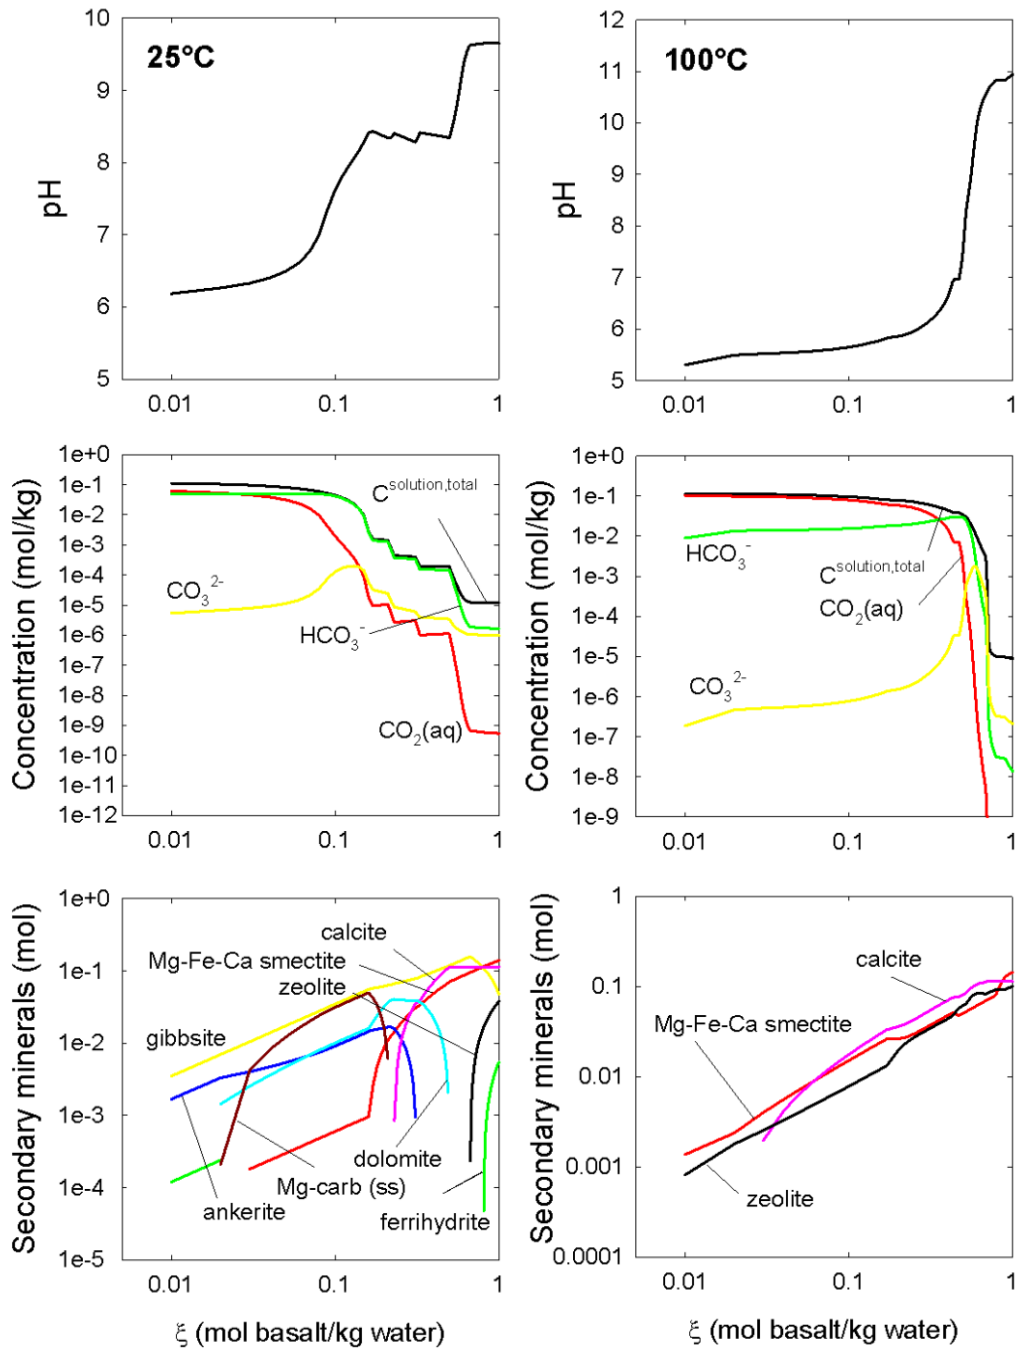 25°C
10
9
8
7
6
5
pH
0.01
0.1
1
100°C
12
11
10
9
8
7
6
5
pH
0.01
0.1
1
1e+0
1e-1
1e-2
1e-3
1e-4
1e-5
1e-6
1e-7
1e-8
1e-9
1e-10
1e-11
1e-12
Concentration (mol/kg)
C^solution,total
CO₃²⁻
HCO₃⁻
CO₂(aq)
0.01
0.1
1
1e+0
1e-1
1e-2
1e-3
1e-4
1e-5
1e-6
1e-7
1e-8
1e-9
Concentration (mol/kg)
HCO₃⁻
C^solution,total
CO₂(aq)
CO₃²⁻
0.01
0.1
1
1e+0
1e-1
1e-2
1e-3
1e-4
1e-5
Secondary minerals (mol)
calcite
Mg-Fe-Ca smectite
zeolite
gibbsite
dolomite
Mg-carb (ss)
ankerite
ferrihydrite
0.01
0.1
1
ξ (mol basalt/kg water)
1
0.1
0.01
0.001
0.0001
Secondary minerals (mol)
calcite
Mg-Fe-Ca smectite
zeolite
0.01
0.1
1
ξ (mol basalt/kg water)